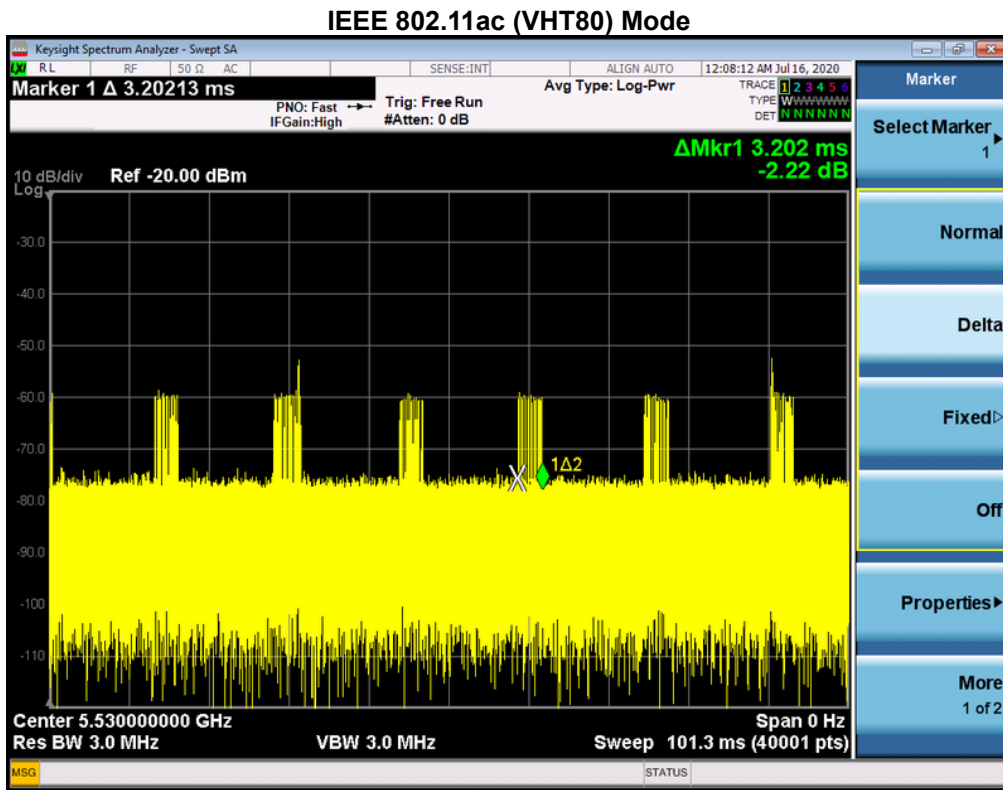 IEEE 802.11ac (VHT80) Mode
Keysight Spectrum Analyzer - Swept SA
LXI RL RF 50 Ω AC SENSE:INT ALIGN AUTO 12:08:12 AM Jul 16, 2020
Marker 1 Δ 3.20213 ms
Avg Type: Log-Pwr
TRACE 1 2 3 4 5 6
TYPE WWWWWWW
DET N N N N N N
PNO: Fast
IFGain:High
Trig: Free Run
#Atten: 0 dB
ΔMkr1 3.202 ms
-2.22 dB
10 dB/div Ref -20.00 dBm
Log
-30.0
-40.0
-50.0
-60.0
-70.0
-80.0
-90.0
-100
-110
X
1Δ2
Center 5.530000000 GHz
Span 0 Hz
Res BW 3.0 MHz
VBW 3.0 MHz
Sweep 101.3 ms (40001 pts)
MSG
STATUS
Marker
Select Marker
1
Normal
Delta
Fixed
Off
Properties
More
1 of 2